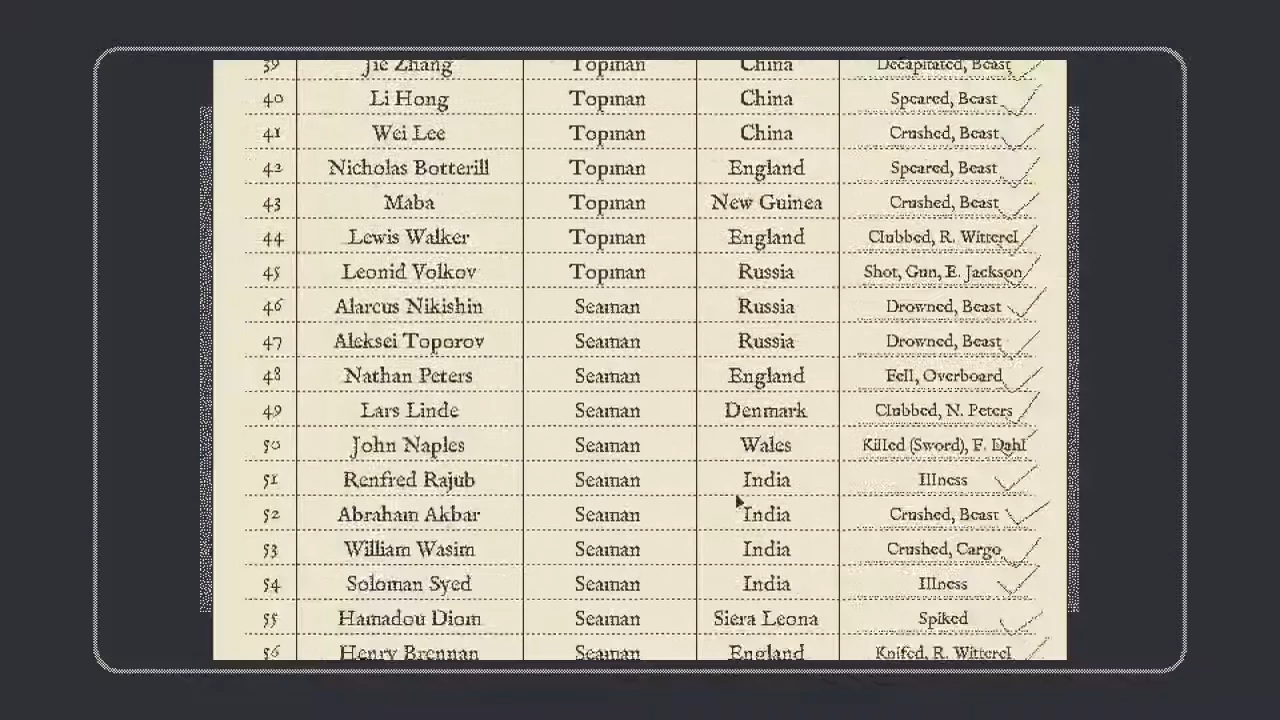 39 Jie Zhang Topman China Decapitated, Beast
40 Li Hong Topman China Speared, Beast
41 Wei Lee Topman China Crushed, Beast
42 Nicholas Botterill Topman England Speared, Beast
43 Maba Topman New Guinea Crushed, Beast
44 Lewis Walker Topman England Clubbed, R. Witterel
45 Leonid Volkov Topman Russia Shot, Gun, E. Jackson
46 Alarcus Nikishin Seaman Russia Drowned, Beast
47 Aleksei Toporov Seaman Russia Drowned, Beast
48 Nathan Peters Seaman England Fell, Overboard
49 Lars Linde Seaman Denmark Clubbed, N. Peters
50 John Naples Seaman Wales Killed (Sword), F. Dahl
51 Renfred Rajub Seaman India Illness
52 Abraham Akbar Seaman India Crushed, Beast
53 William Wasim Seaman India Crushed, Cargo
54 Soloman Syed Seaman India Illness
55 Hamadou Diom Seaman Siera Leona Spiked
56 Henry Brennan Seaman England Knifed, R. Witterel